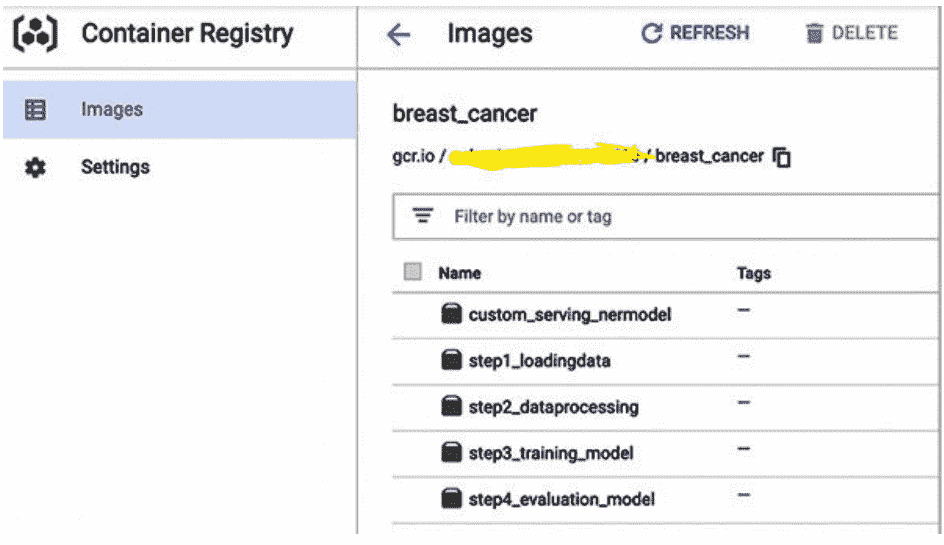 Container Registry
Images
REFRESH
DELETE
Images
Settings
breast_cancer
gcr.io / / breast_cancer
Filter by name or tag
Name Tags
custom_serving_nermodel –
step1_loadingdata –
step2_dataprocessing –
step3_training_model –
step4_evaluation_model –